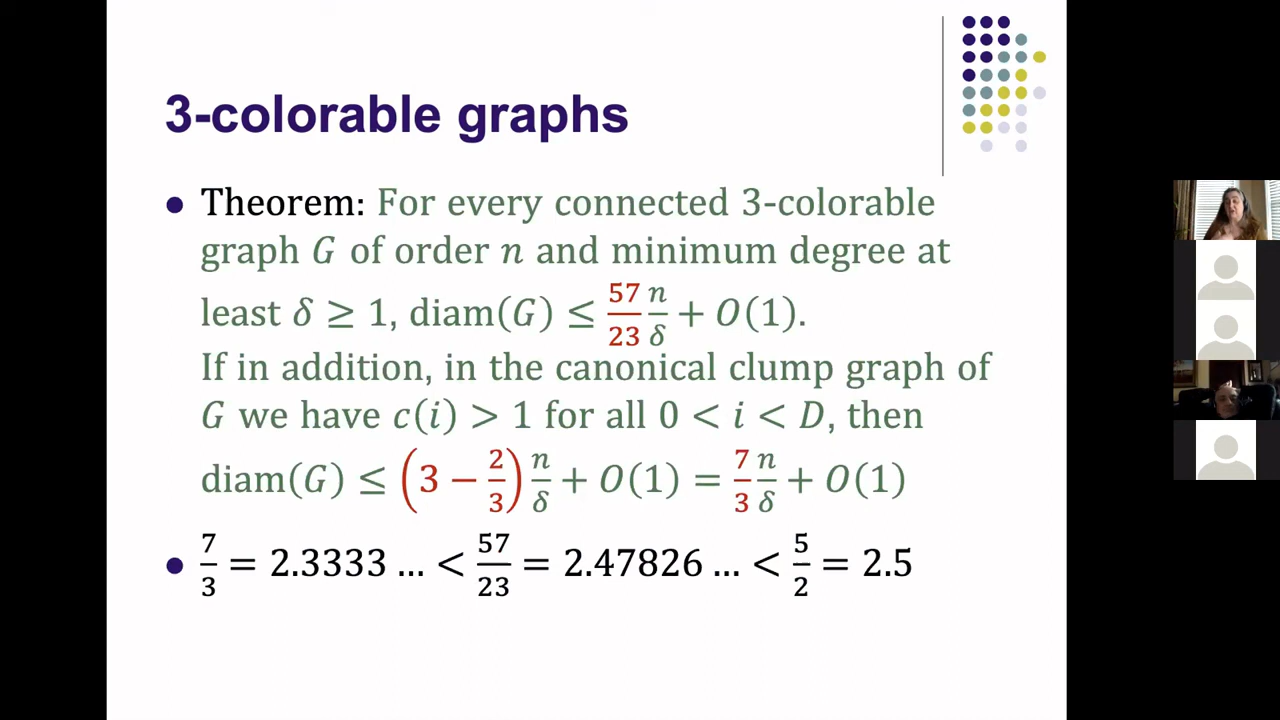 3-colorable graphs
• Theorem: For every connected 3-colorable
graph G of order n and minimum degree at
least δ ≥ 1, diam(G) ≤ 57/23 n/δ + O(1).
If in addition, in the canonical clump graph of
G we have c(i) > 1 for all 0 < i < D, then
diam(G) ≤ (3 − 2/3) n/δ + O(1) = 7/3 n/δ + O(1)
• 7/3 = 2.3333 … < 57/23 = 2.47826 … < 5/2 = 2.5